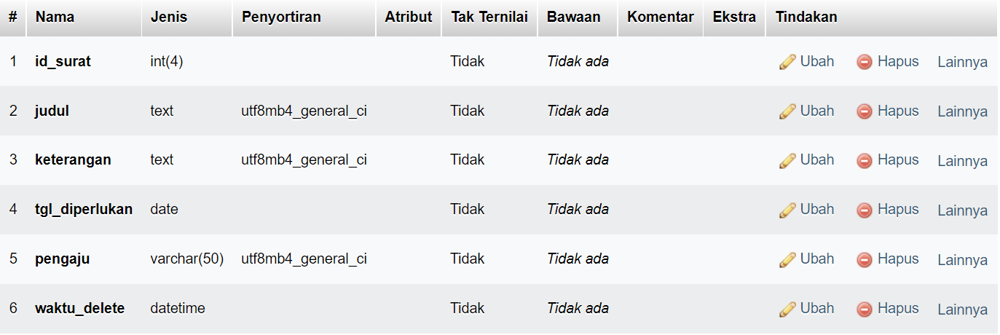 # Nama Jenis Penyortiran Atribut Tak Ternilai Bawaan Komentar Ekstra Tindakan
1 id_surat int(4) Tidak Tidak ada Ubah Hapus Lainnya
2 judul text utf8mb4_general_ci Tidak Tidak ada Ubah Hapus Lainnya
3 keterangan text utf8mb4_general_ci Tidak Tidak ada Ubah Hapus Lainnya
4 tgl_diperlukan date Tidak Tidak ada Ubah Hapus Lainnya
5 pengaju varchar(50) utf8mb4_general_ci Tidak Tidak ada Ubah Hapus Lainnya
6 waktu_delete datetime Tidak Tidak ada Ubah Hapus Lainnya